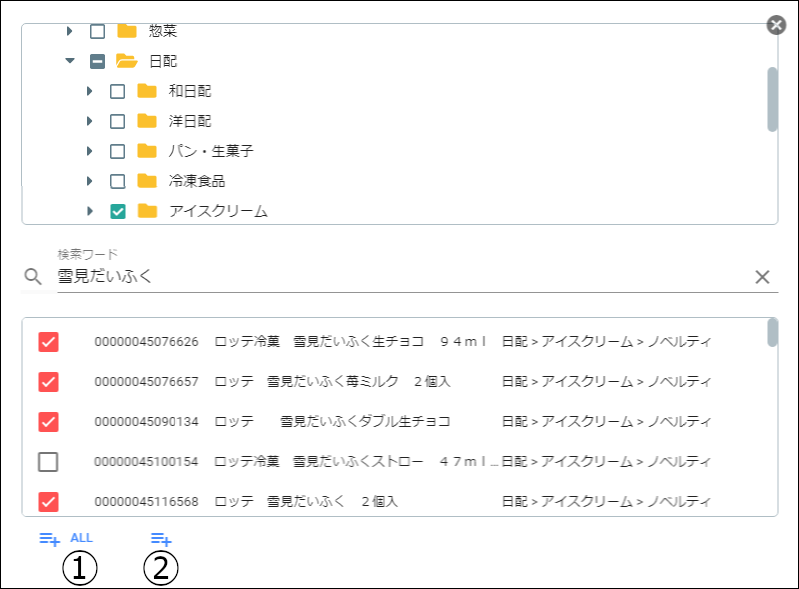 惣菜
日配
和日配
洋日配
パン・生菓子
冷凍食品
アイスクリーム
検索ワード
雪見だいふく
00000045076626 ロッテ冷菓 雪見だいふく生チョコ ９４ｍｌ 日配 > アイスクリーム > ノベルティ
00000045076657 ロッテ 雪見だいふく苺ミルク ２個入 日配 > アイスクリーム > ノベルティ
00000045090134 ロッテ 雪見だいふくダブル生チョコ 日配 > アイスクリーム > ノベルティ
00000045100154 ロッテ冷菓 雪見だいふくストロー ４７ｍｌ... 日配 > アイスクリーム > ノベルティ
00000045116568 ロッテ 雪見だいふく ２個入 日配 > アイスクリーム > ノベルティ
ALL
① ②